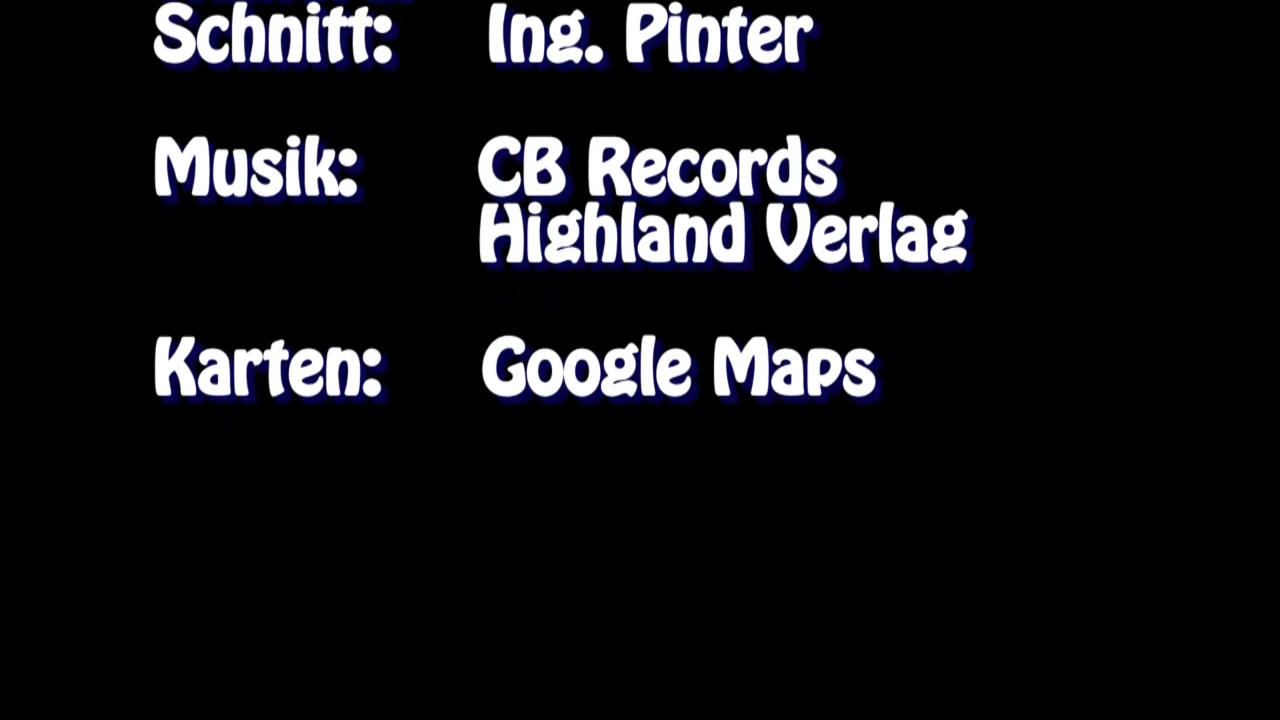 Schnitt: Ing. Pinter
Musik: CB Records
Highland Verlag
Karten: Google Maps